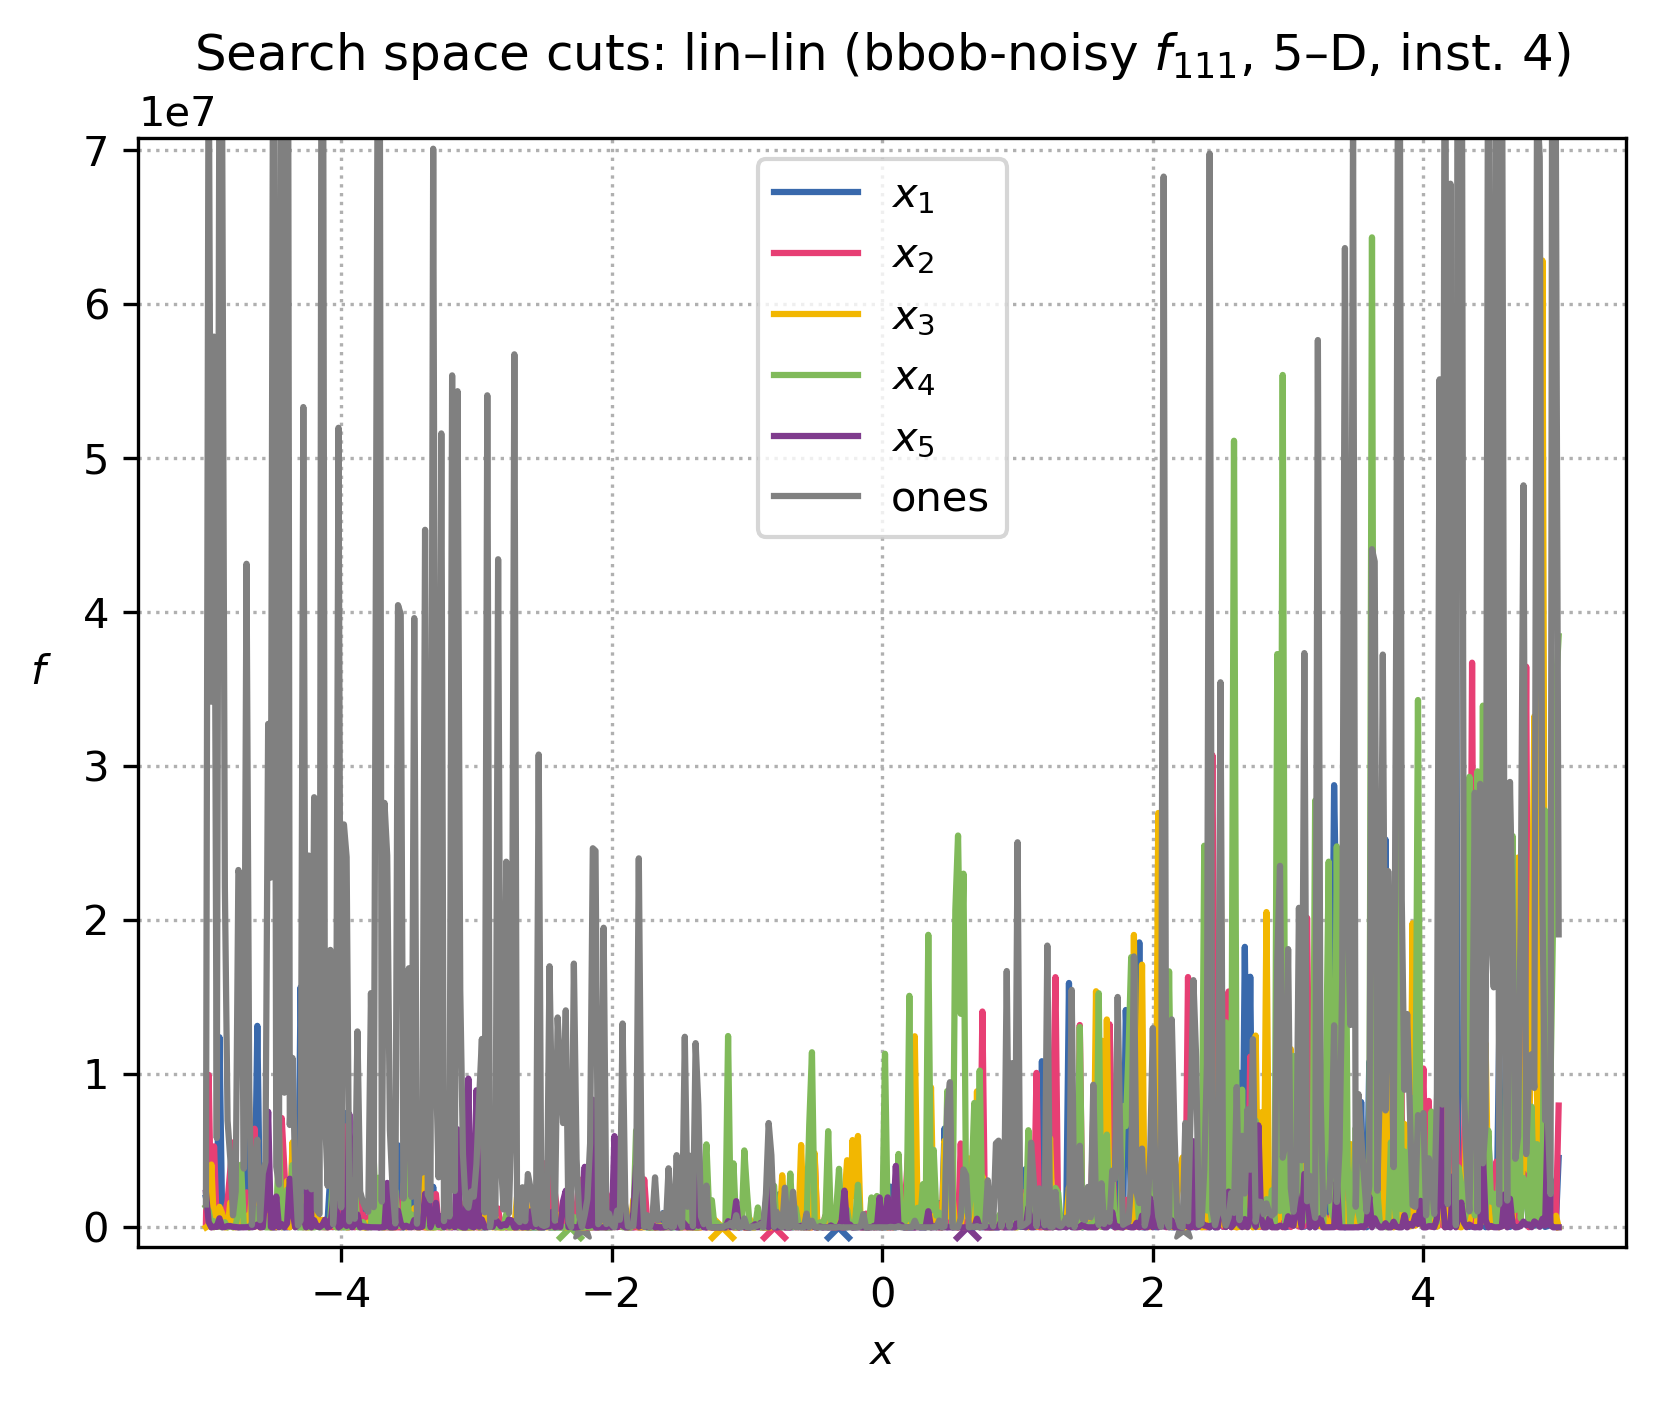 Search space cuts: lin–lin (bbob-noisy f₁₁₁, 5–D, inst. 4)
1e7
7
6
5
4
3
2
1
0
f
x₁
x₂
x₃
x₄
x₅
ones
−4 −2 0 2 4
x